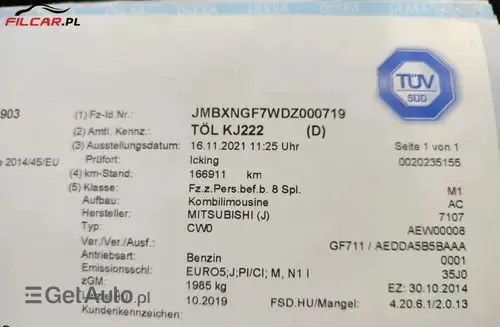 FILCAR.PL
TÜV
SÜD
903 (1) Fz-Id.Nr.: JMBXNGF7WDZ000719
(2) Amtl. Kennz.: TÖL KJ222 (D)
(3) Ausstellungsdatum: 16.11.2021 11:25 Uhr Seite 1 von 1
e 2014/45/EU Prüfort: Icking 0020235155
(4) km-Stand: 166911 km
(5) Klasse: Fz.z.Pers.bef.b. 8 Spl. M1
Aufbau: Kombilimousine AC
Hersteller: MITSUBISHI (J) 7107
Typ: CW0 AEW00008
Ver./Ver./Ausf.: GF711 / AEDDA5B5BAAA
Antriebsart: Benzin 0001
Emissionsschl: EURO5;J;PI/CI; M, N1 I 35J0
zGM: 1985 kg EZ: 30.10.2014
10.2019 FSD.HU/Mangel: 4.20.6.1/2.0.13
Kundenkennzeichen:
GetAuto